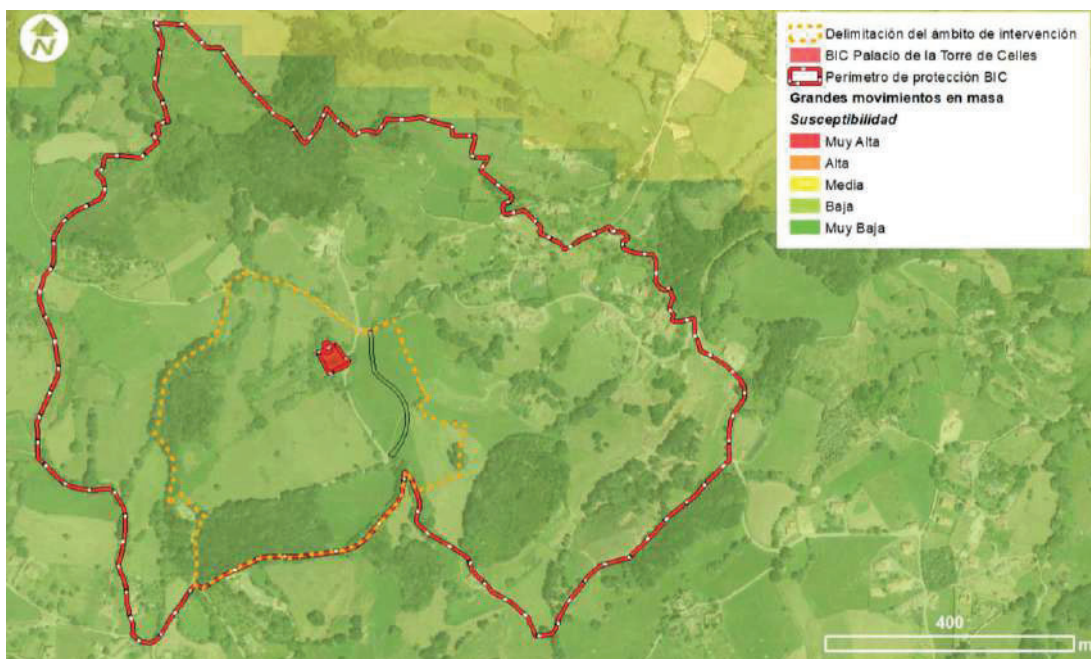 N
Delimitación del ámbito de intervención
BIC Palacio de la Torre de Celles
Perímetro de protección BIC
Grandes movimientos en masa
Susceptibilidad
Muy Alta
Alta
Media
Baja
Muy Baja
400
m